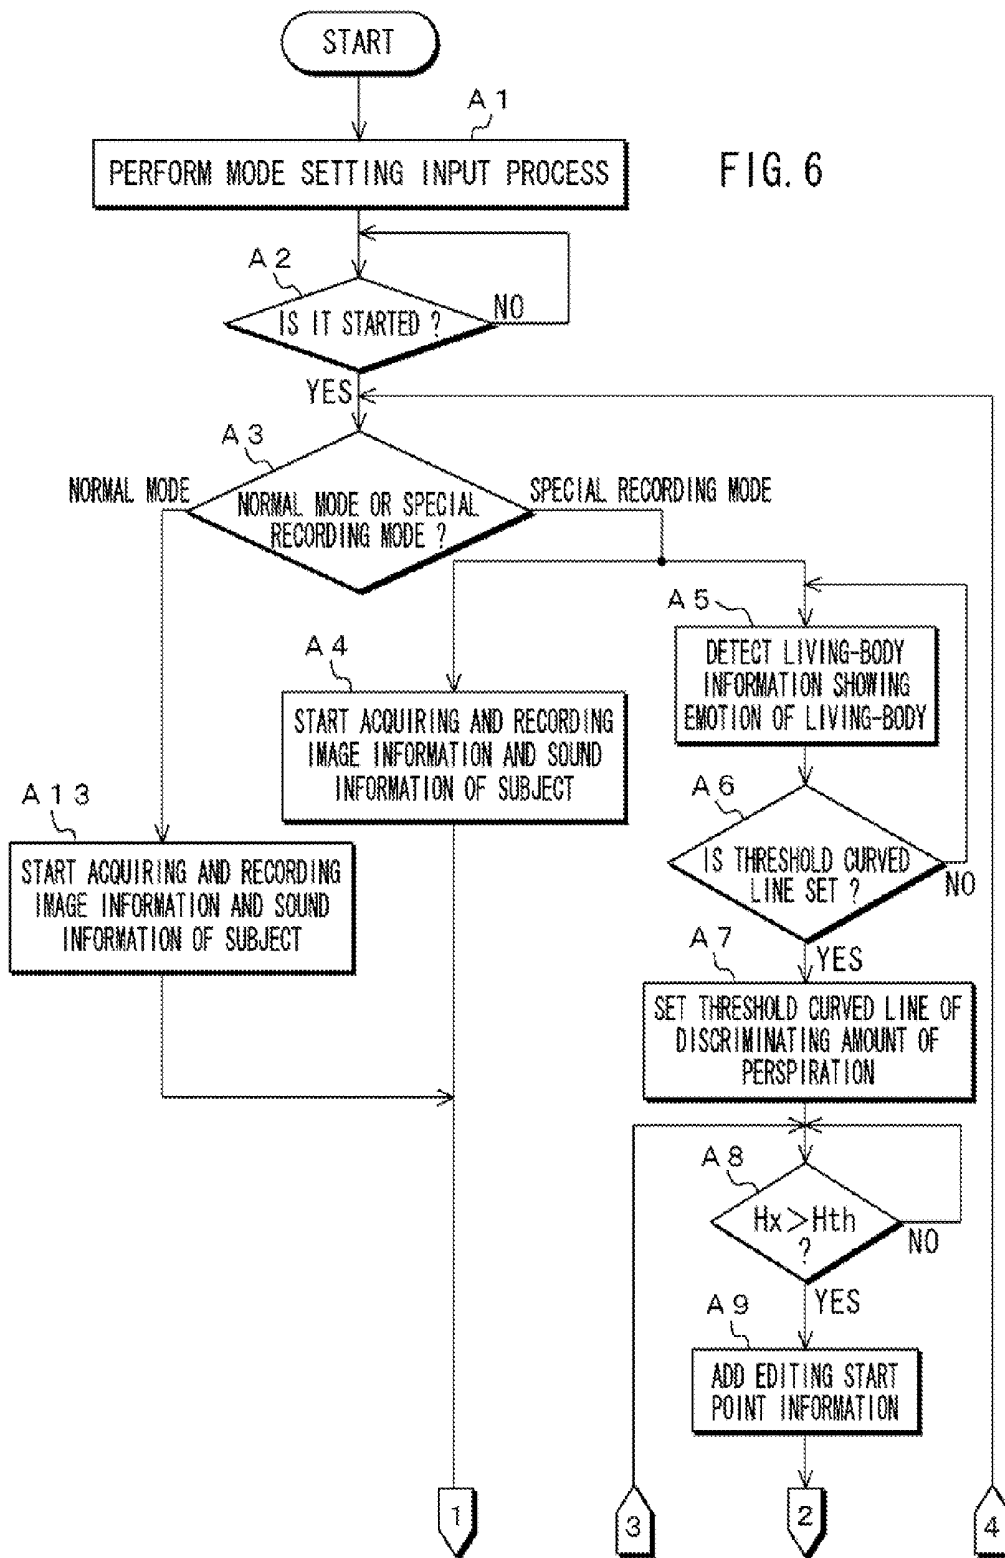 START
A1
PERFORM MODE SETTING INPUT PROCESS
FIG. 6
A2
IS IT STARTED ?
NO
YES
A3
NORMAL MODE
NORMAL MODE OR SPECIAL
RECORDING MODE ?
SPECIAL RECORDING MODE
A4
START ACQUIRING AND RECORDING
IMAGE INFORMATION AND SOUND
INFORMATION OF SUBJECT
A5
DETECT LIVING-BODY
INFORMATION SHOWING
EMOTION OF LIVING-BODY
A6
IS THRESHOLD CURVED
LINE SET ?
NO
YES
A13
START ACQUIRING AND RECORDING
IMAGE INFORMATION AND SOUND
INFORMATION OF SUBJECT
A7
SET THRESHOLD CURVED LINE OF
DISCRIMINATING AMOUNT OF
PERSPIRATION
A8
Hx>Hth
?
NO
YES
A9
ADD EDITING START
POINT INFORMATION
1
3
2
4